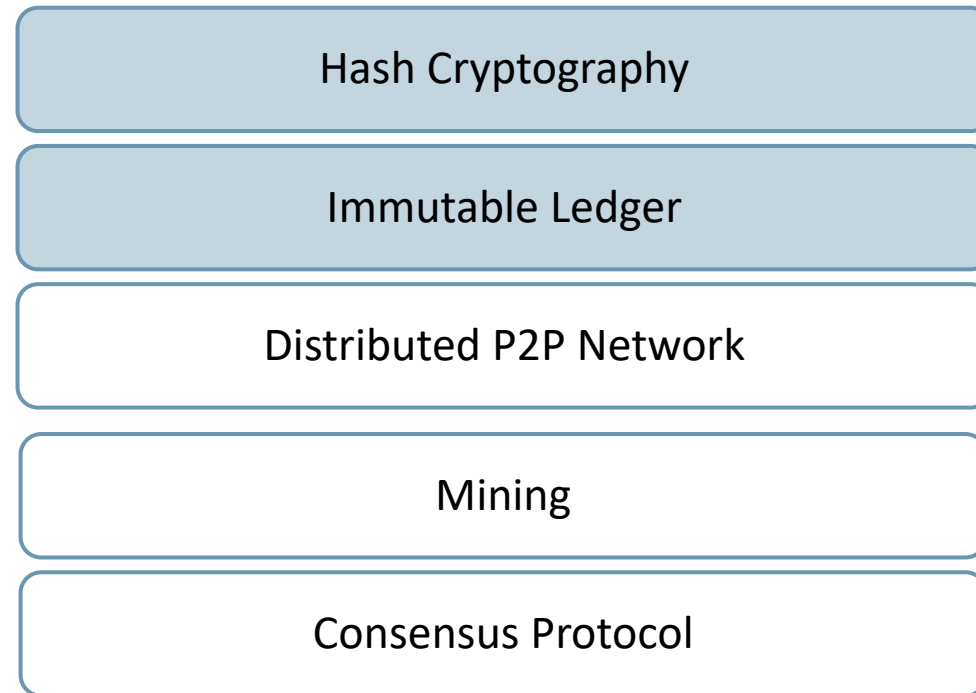 Hash Cryptography
Immutable Ledger
Distributed P2P Network
Mining
Consensus Protocol